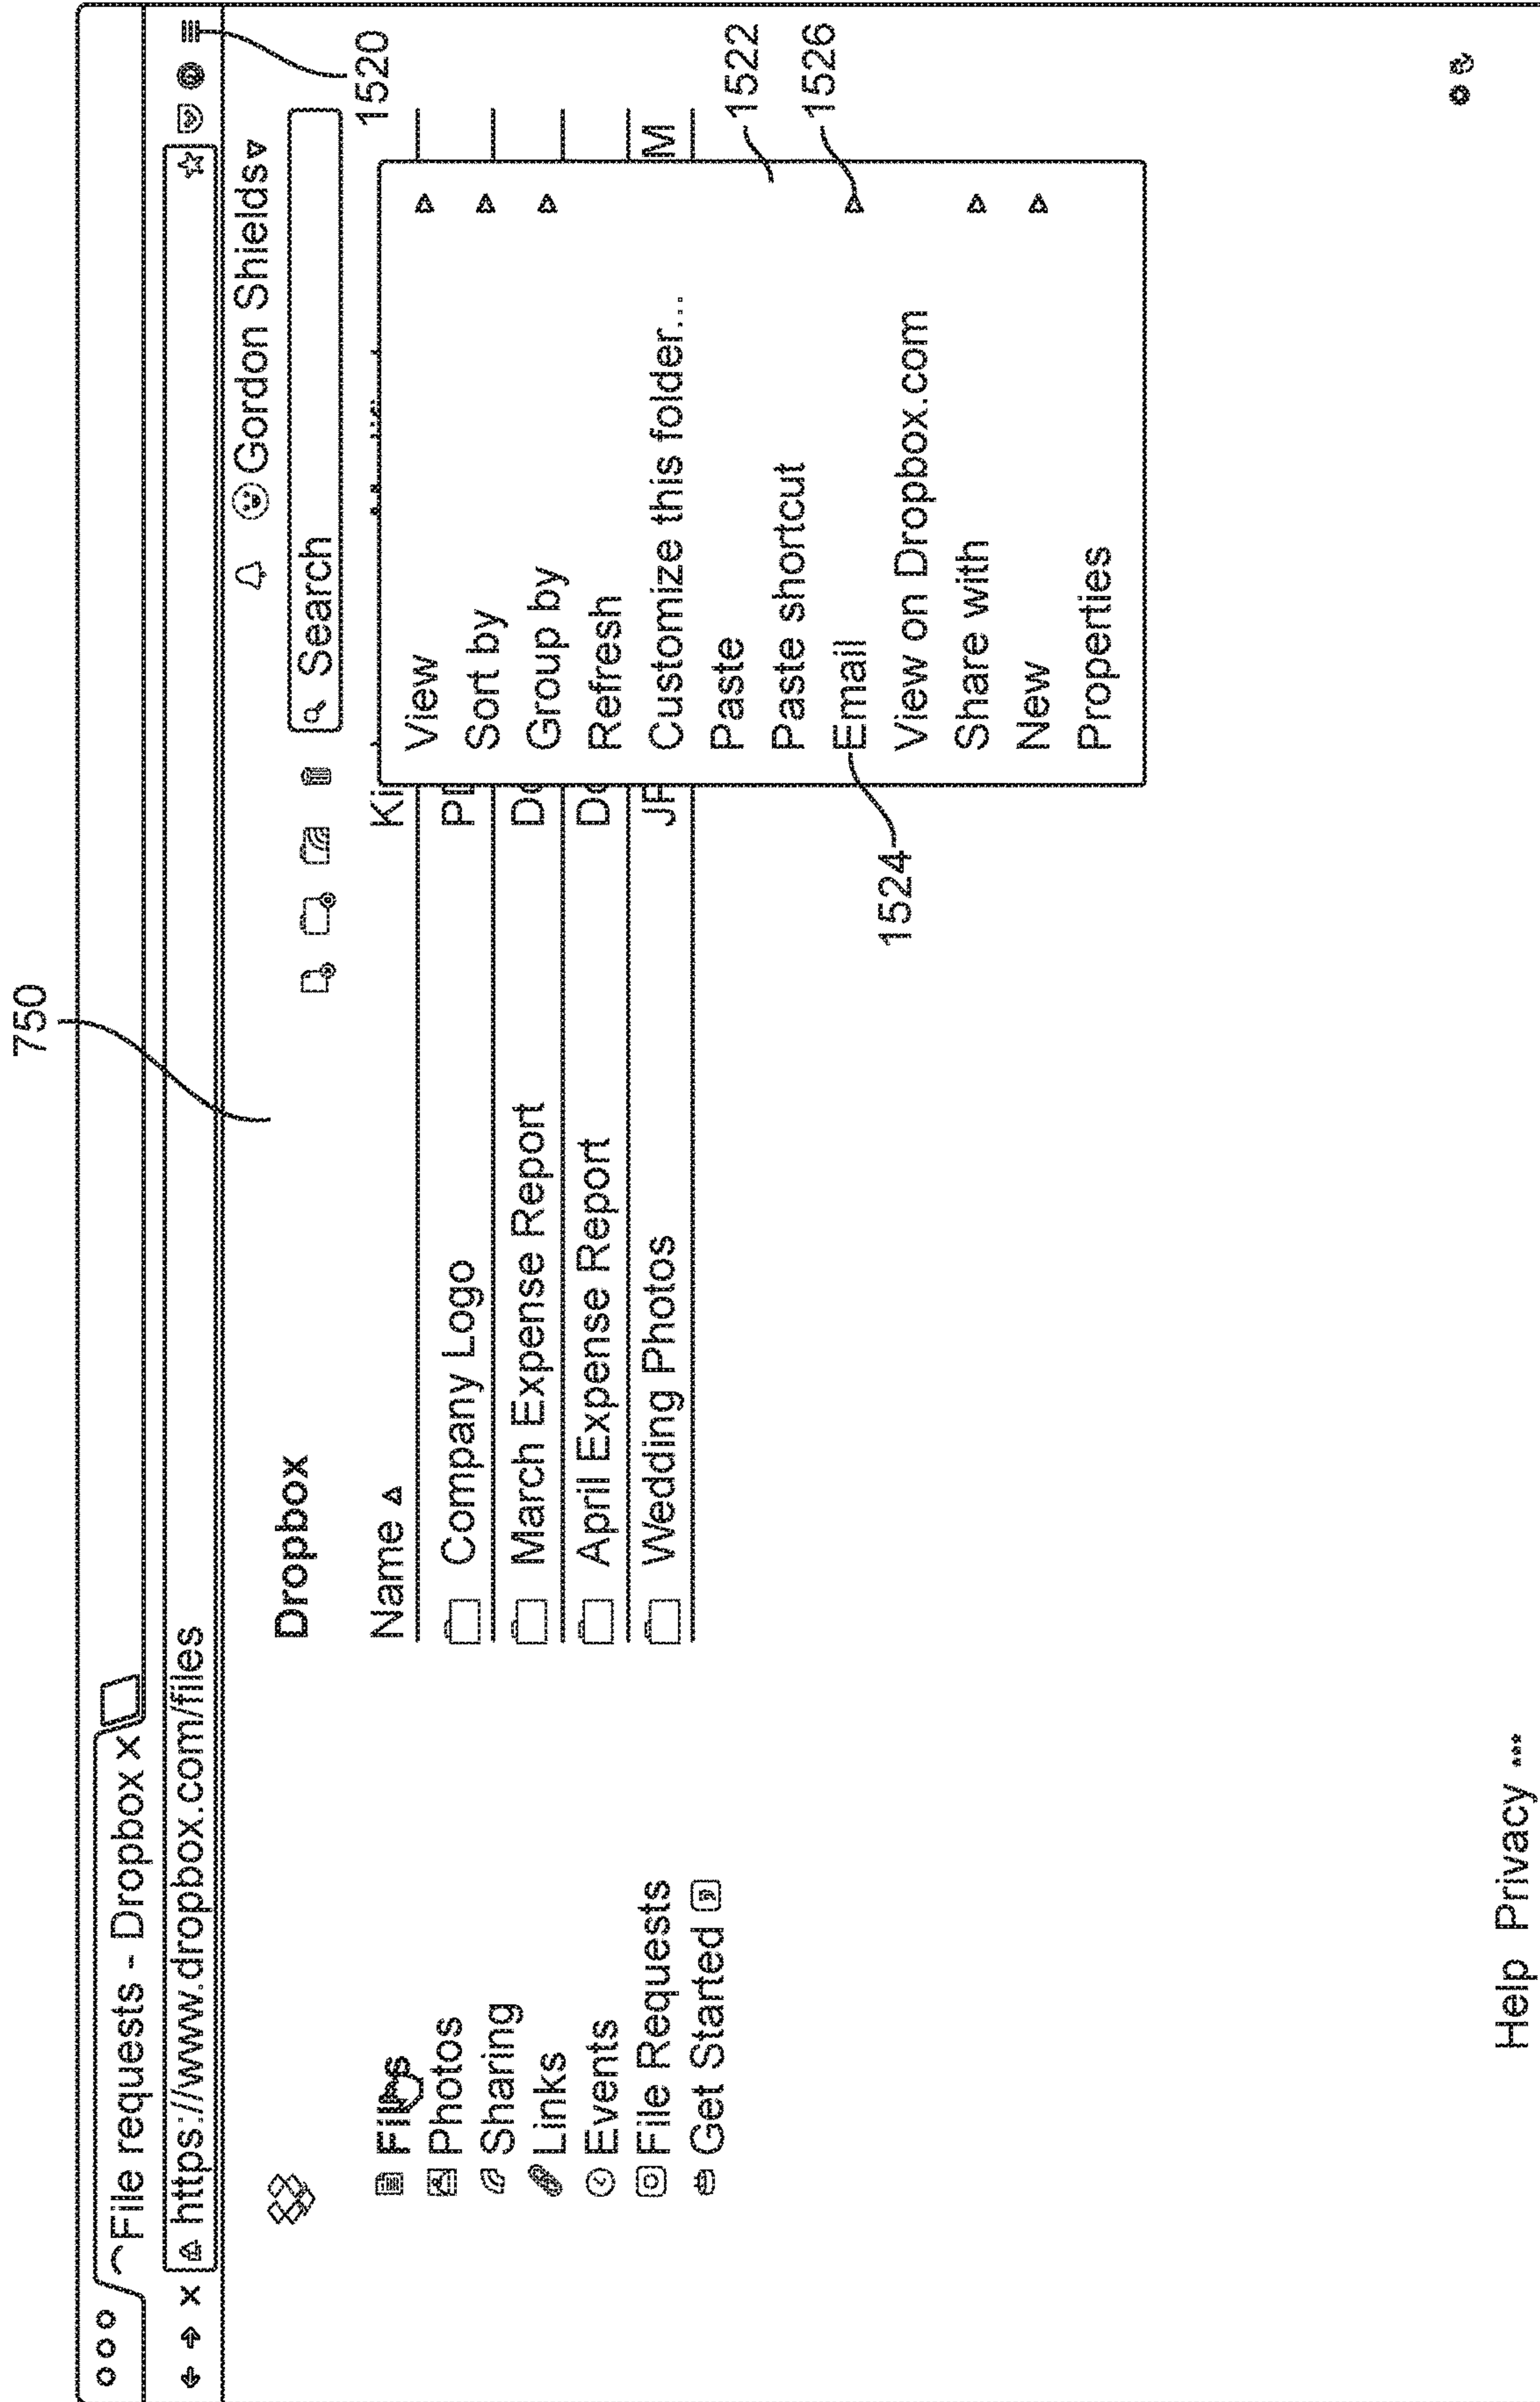 750
File requests - Dropbox x
https://www.dropbox.com/files
1520
Gordon Shields
Dropbox
Search
Files
Photos
Sharing
Links
Events
File Requests
Get Started
Name
Ki
Company Logo
March Expense Report
Do
April Expense Report
Do
Wedding Photos
M
View
Sort by
Group by
Refresh
Customize this folder...
Paste
1522
Paste shortcut
Email
1524
1526
View on Dropbox.com
Share with
New
Properties
Help Privacy ...